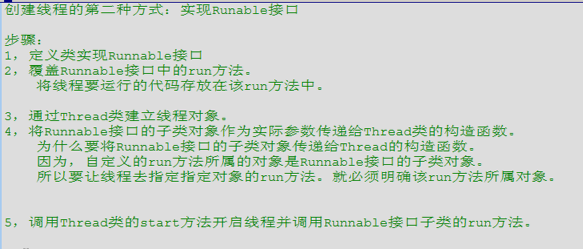 创建线程的第二种方式：实现Runable接口
步骤：
1，定义类实现Runnable接口
2，覆盖Runnable接口中的run方法。
将线程要运行的代码存放在该run方法中。
3，通过Thread类建立线程对象。
4，将Runnable接口的子类对象作为实际参数传递给Thread类的构造函数。
为什么要将Runnable接口的子类对象传递给Thread的构造函数。
因为，自定义的run方法所属的对象是Runnable接口的子类对象。
所以要让线程去指定指定对象的run方法。就必须明确该run方法所属对象。
5，调用Thread类的start方法开启线程并调用Runnable接口子类的run方法。